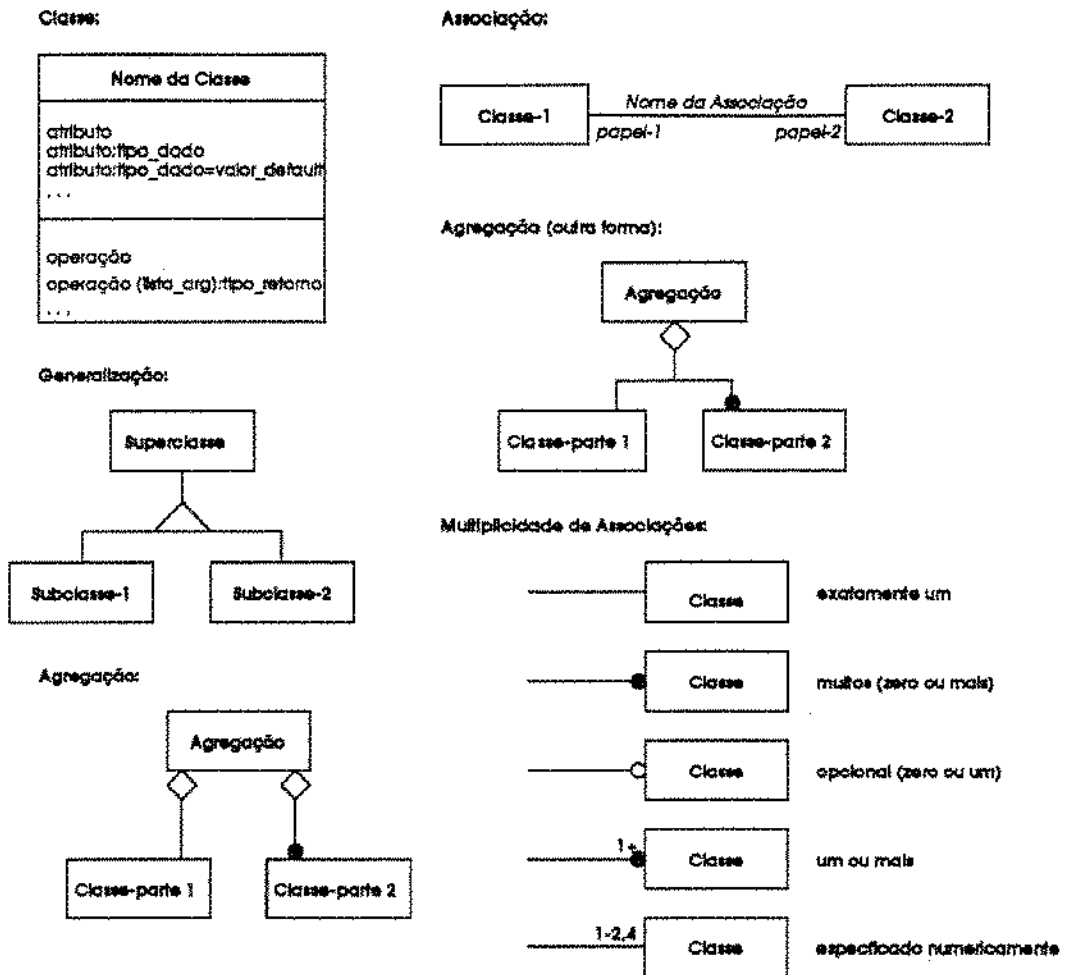 Classe:
Nome da Classe
atributo
atributo:tipo_dado
atributo:tipo_dado=valor_default
...
operação
operação (lista_arg):tipo_retorno
...
Generalização:
Superclasse
Subclasse-1
Subclasse-2
Agregação:
Agregação
Classe-parte 1
Classe-parte 2
Associação:
Classe-1
Nome da Associação
papel-1
papel-2
Classe-2
Agregação (outra forma):
Agregação
Classe-parte 1
Classe-parte 2
Multiplicidade de Associações:
Classe
exatamente um
Classe
muitos (zero ou mais)
Classe
opcional (zero ou um)
1+
Classe
um ou mais
1-2,4
Classe
especificado numericamente